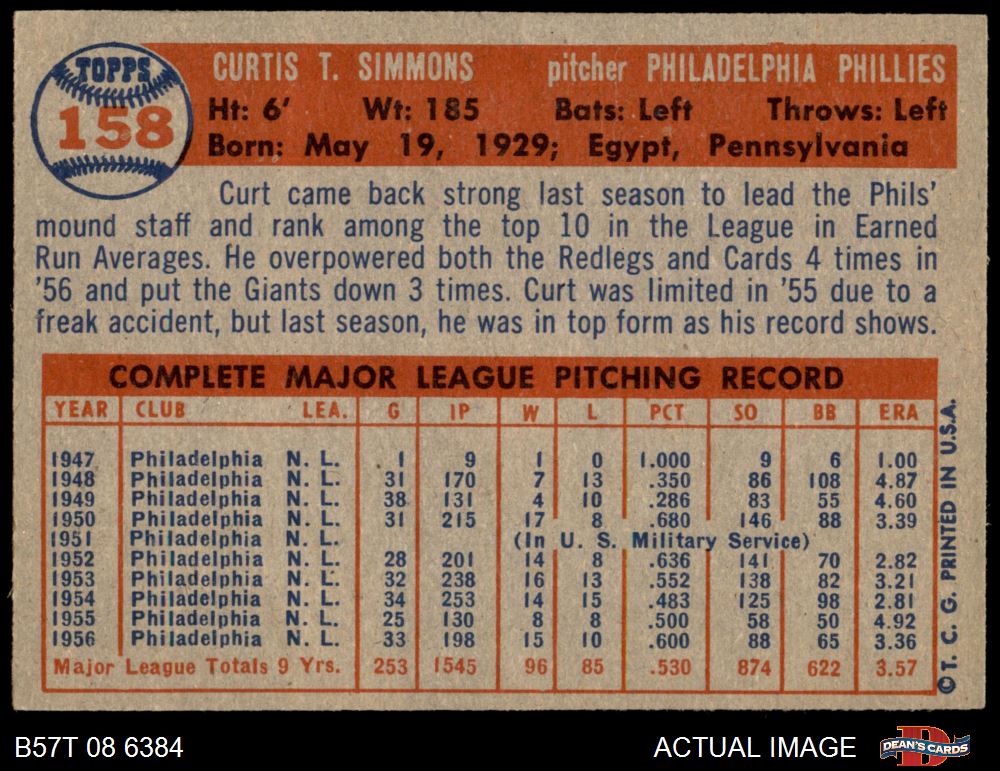 TOPPS
158
CURTIS T. SIMMONS pitcher PHILADELPHIA PHILLIES
Ht: 6' Wt: 185 Bats: Left Throws: Left
Born: May 19, 1929; Egypt, Pennsylvania
Curt came back strong last season to lead the Phils'
mound staff and rank among the top 10 in the League in Earned
Run Averages. He overpowered both the Redlegs and Cards 4 times in
'56 and put the Giants down 3 times. Curt was limited in '55 due to a
freak accident, but last season, he was in top form as his record shows.
COMPLETE MAJOR LEAGUE PITCHING RECORD
YEAR CLUB LEA. G IP W L PCT SO BB ERA
1947 Philadelphia N. L. 1 9 1 0 1.000 9 6 1.00
1948 Philadelphia N. L. 31 170 7 13 .350 86 108 4.87
1949 Philadelphia N. L. 38 131 4 10 .286 83 55 4.60
1950 Philadelphia N. L. 31 215 17 8 .680 146 88 3.39
1951 Philadelphia N. L. (In U. S. Military Service)
1952 Philadelphia N. L. 28 201 14 8 .636 141 70 2.82
1953 Philadelphia N. L. 32 238 16 13 .552 138 82 3.21
1954 Philadelphia N. L. 34 253 14 15 .483 125 98 2.81
1955 Philadelphia N. L. 25 130 8 8 .500 58 50 4.92
1956 Philadelphia N. L. 33 198 15 10 .600 88 65 3.36
Major League Totals 9 Yrs. 253 1545 96 85 .530 874 622 3.57
©T. C. G. PRINTED IN U.S.A.
B57T 08 6384 ACTUAL IMAGE
DEAN'S CARDS